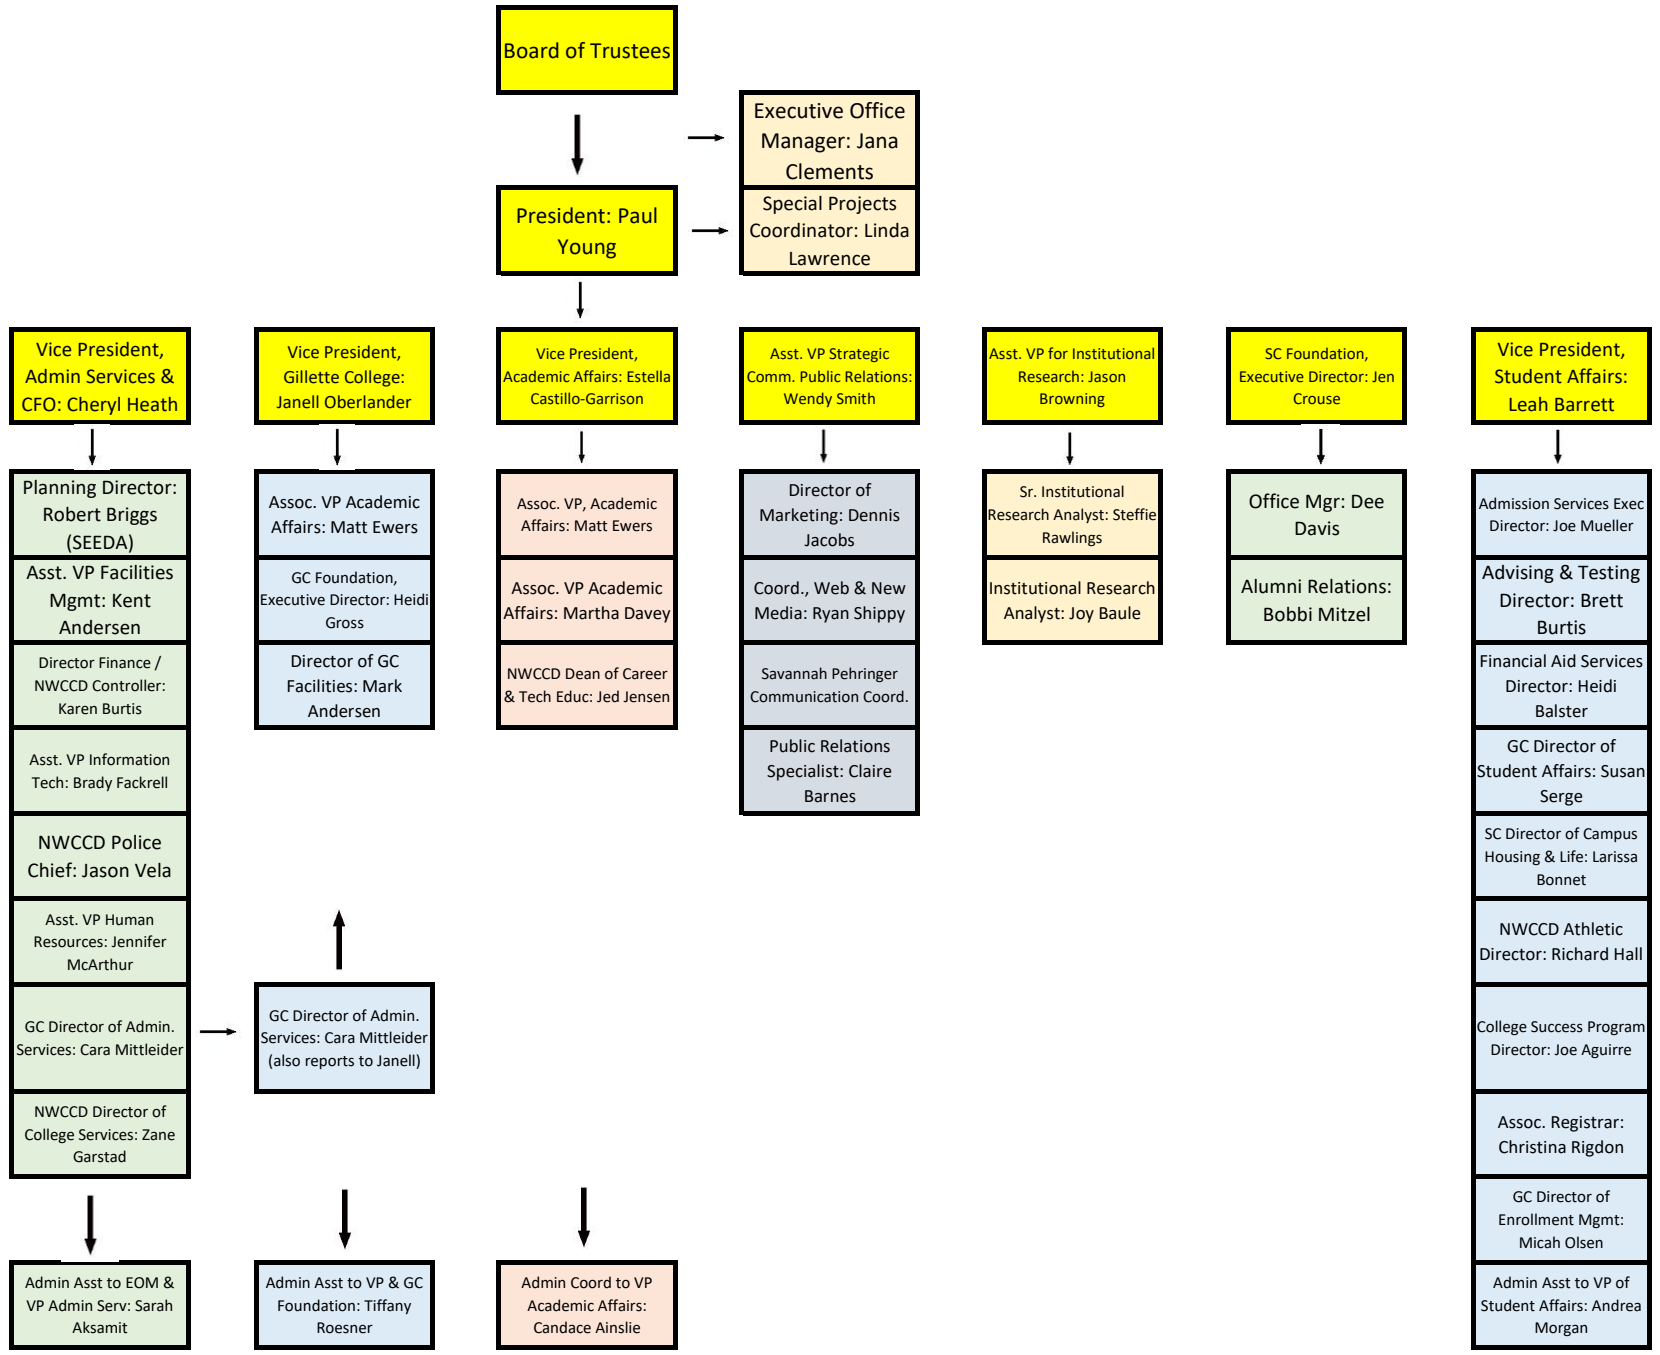 Board of Trustees
Executive Office
Manager: Jana
Clements
President: Paul
Young
Special Projects
Coordinator: Linda
Lawrence
Vice President,
Admin Services &
CFO: Cheryl Heath
Vice President,
Gillette College:
Janell Oberlander
Vice President,
Academic Affairs: Estella
Castillo-Garrison
Asst. VP Strategic
Comm. Public Relations:
Wendy Smith
Asst. VP for Institutional
Research: Jason
Browning
SC Foundation,
Executive Director: Jen
Crouse
Vice President,
Student Affairs:
Leah Barrett
Planning Director:
Robert Briggs
(SEEDA)
Asst. VP Facilities
Mgmt: Kent
Andersen
Director Finance /
NWCCD Controller:
Karen Burtis
Asst. VP Information
Tech: Brady Fackrell
NWCCD Police
Chief: Jason Vela
Asst. VP Human
Resources: Jennifer
McArthur
GC Director of Admin.
Services: Cara Mittleider
NWCCD Director of
College Services: Zane
Garstad
Admin Asst to EOM &
VP Admin Serv: Sarah
Aksamit
Assoc. VP Academic
Affairs: Matt Ewers
GC Foundation,
Executive Director: Heidi
Gross
Director of GC
Facilities: Mark
Andersen
GC Director of Admin.
Services: Cara Mittleider
(also reports to Janell)
Admin Asst to VP & GC
Foundation: Tiffany
Roesner
Assoc. VP, Academic
Affairs: Matt Ewers
Assoc. VP Academic
Affairs: Martha Davey
NWCCD Dean of Career
& Tech Educ: Jed Jensen
Admin Coord to VP
Academic Affairs:
Candace Ainslie
Director of
Marketing: Dennis
Jacobs
Coord., Web & New
Media: Ryan Shippy
Savannah Pehringer
Communication Coord.
Public Relations
Specialist: Claire
Barnes
Sr. Institutional
Research Analyst: Steffie
Rawlings
Institutional Research
Analyst: Joy Baule
Office Mgr: Dee
Davis
Alumni Relations:
Bobbi Mitzel
Admission Services Exec
Director: Joe Mueller
Advising & Testing
Director: Brett
Burtis
Financial Aid Services
Director: Heidi
Balster
GC Director of
Student Affairs: Susan
Serge
SC Director of Campus
Housing & Life: Larissa
Bonnet
NWCCD Athletic
Director: Richard Hall
College Success Program
Director: Joe Aguirre
Assoc. Registrar:
Christina Rigdon
GC Director of
Enrollment Mgmt:
Micah Olsen
Admin Asst to VP of
Student Affairs: Andrea
Morgan